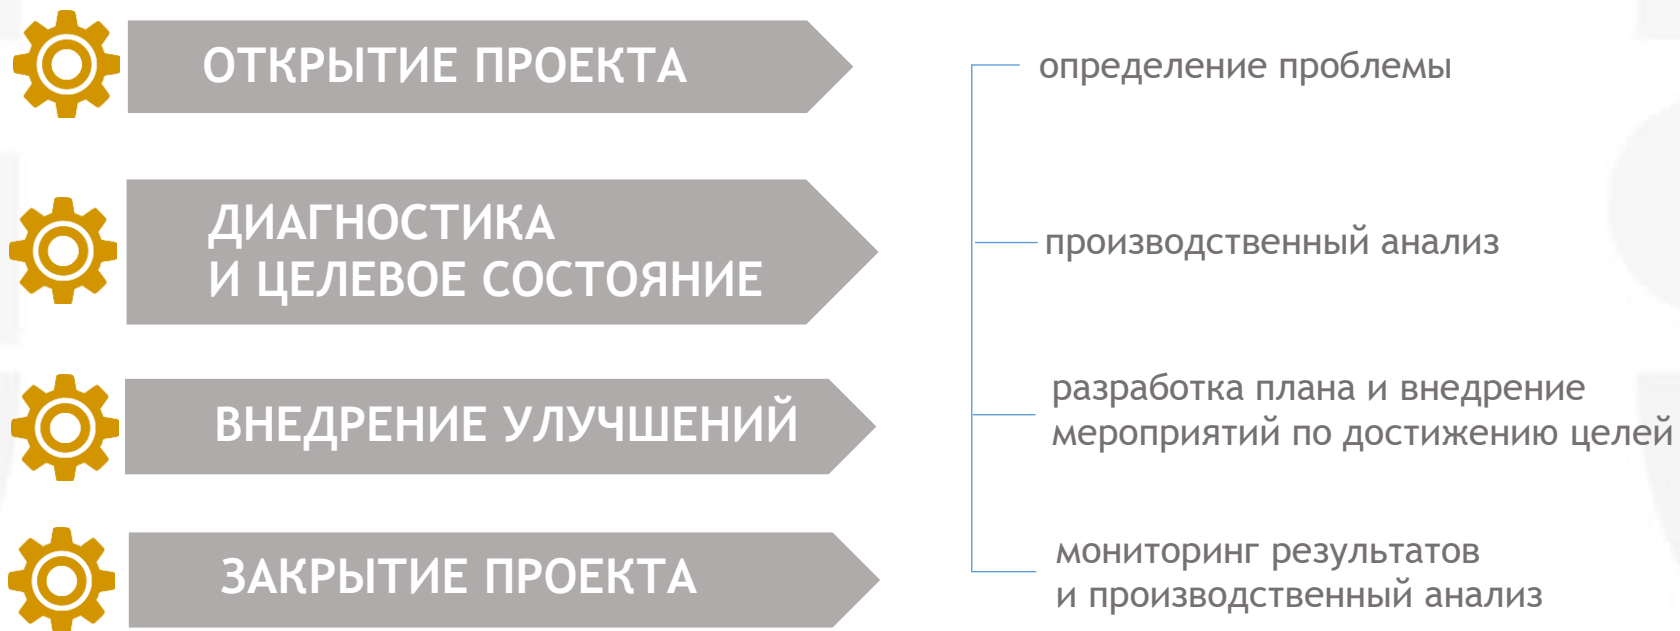 ОТКРЫТИЕ ПРОЕКТА
определение проблемы
ДИАГНОСТИКА
И ЦЕЛЕВОЕ СОСТОЯНИЕ
производственный анализ
ВНЕДРЕНИЕ УЛУЧШЕНИЙ
разработка плана и внедрение
мероприятий по достижению целей
ЗАКРЫТИЕ ПРОЕКТА
мониторинг результатов
и производственный анализ